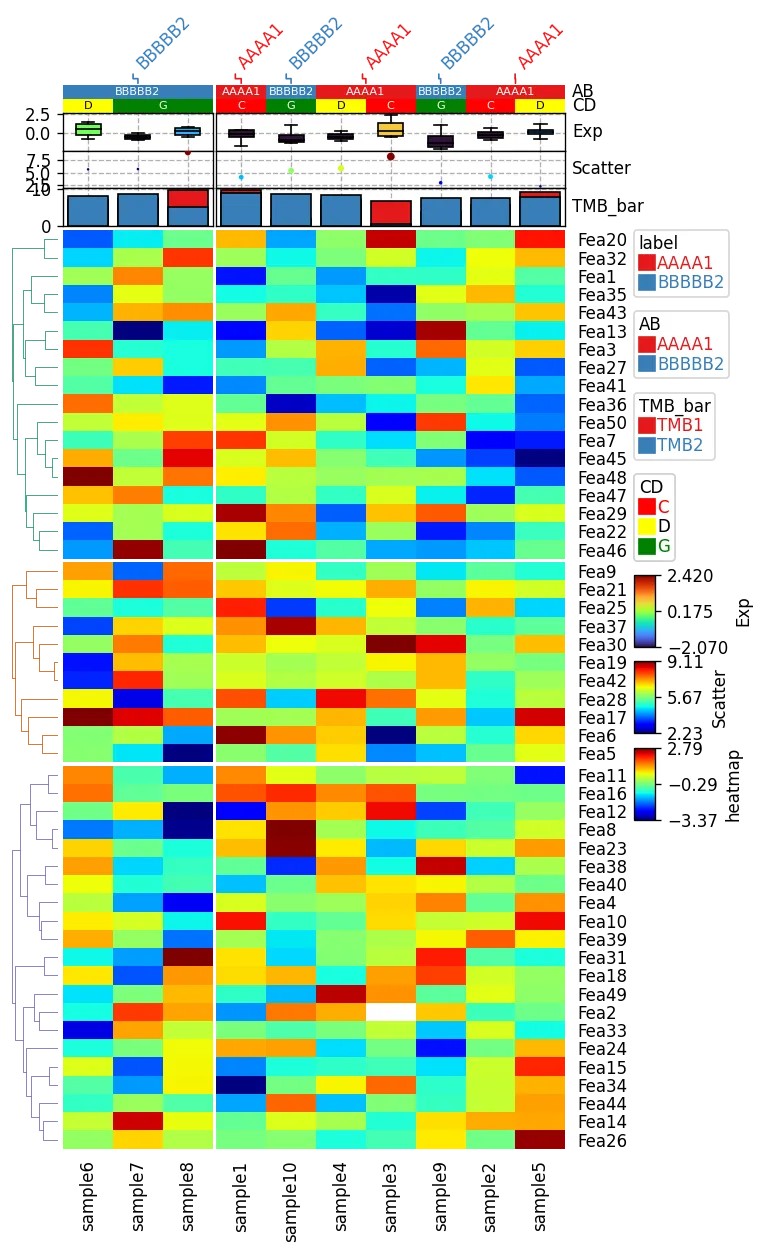 BBBBB2 AAAA1 BBBBB2 AAAA1 BBBBB2 AAAA1
BBBBB2 AAAA1 BBBBB2 AAAA1 BBBBB2 AAAA1 AB
D G C G D C G C D CD
2.5
0.0
Exp
7.5
5.0
2.5
Scatter
10
0
TMB_bar
Fea20
Fea32
Fea1
Fea35
Fea43
Fea13
Fea3
Fea27
Fea41
Fea36
Fea50
Fea7
Fea45
Fea48
Fea47
Fea29
Fea22
Fea46
Fea9
Fea21
Fea25
Fea37
Fea30
Fea19
Fea42
Fea28
Fea17
Fea6
Fea5
Fea11
Fea16
Fea12
Fea8
Fea23
Fea38
Fea40
Fea4
Fea10
Fea39
Fea31
Fea18
Fea49
Fea2
Fea33
Fea24
Fea15
Fea34
Fea44
Fea14
Fea26
sample6 sample7 sample8 sample1 sample10 sample4 sample3 sample9 sample2 sample5
label
AAAA1
BBBBB2
AB
AAAA1
BBBBB2
TMB_bar
TMB1
TMB2
CD
C
D
G
2.420
0.175
−2.070
Exp
9.11
5.67
2.23
Scatter
2.79
−0.29
−3.37
heatmap